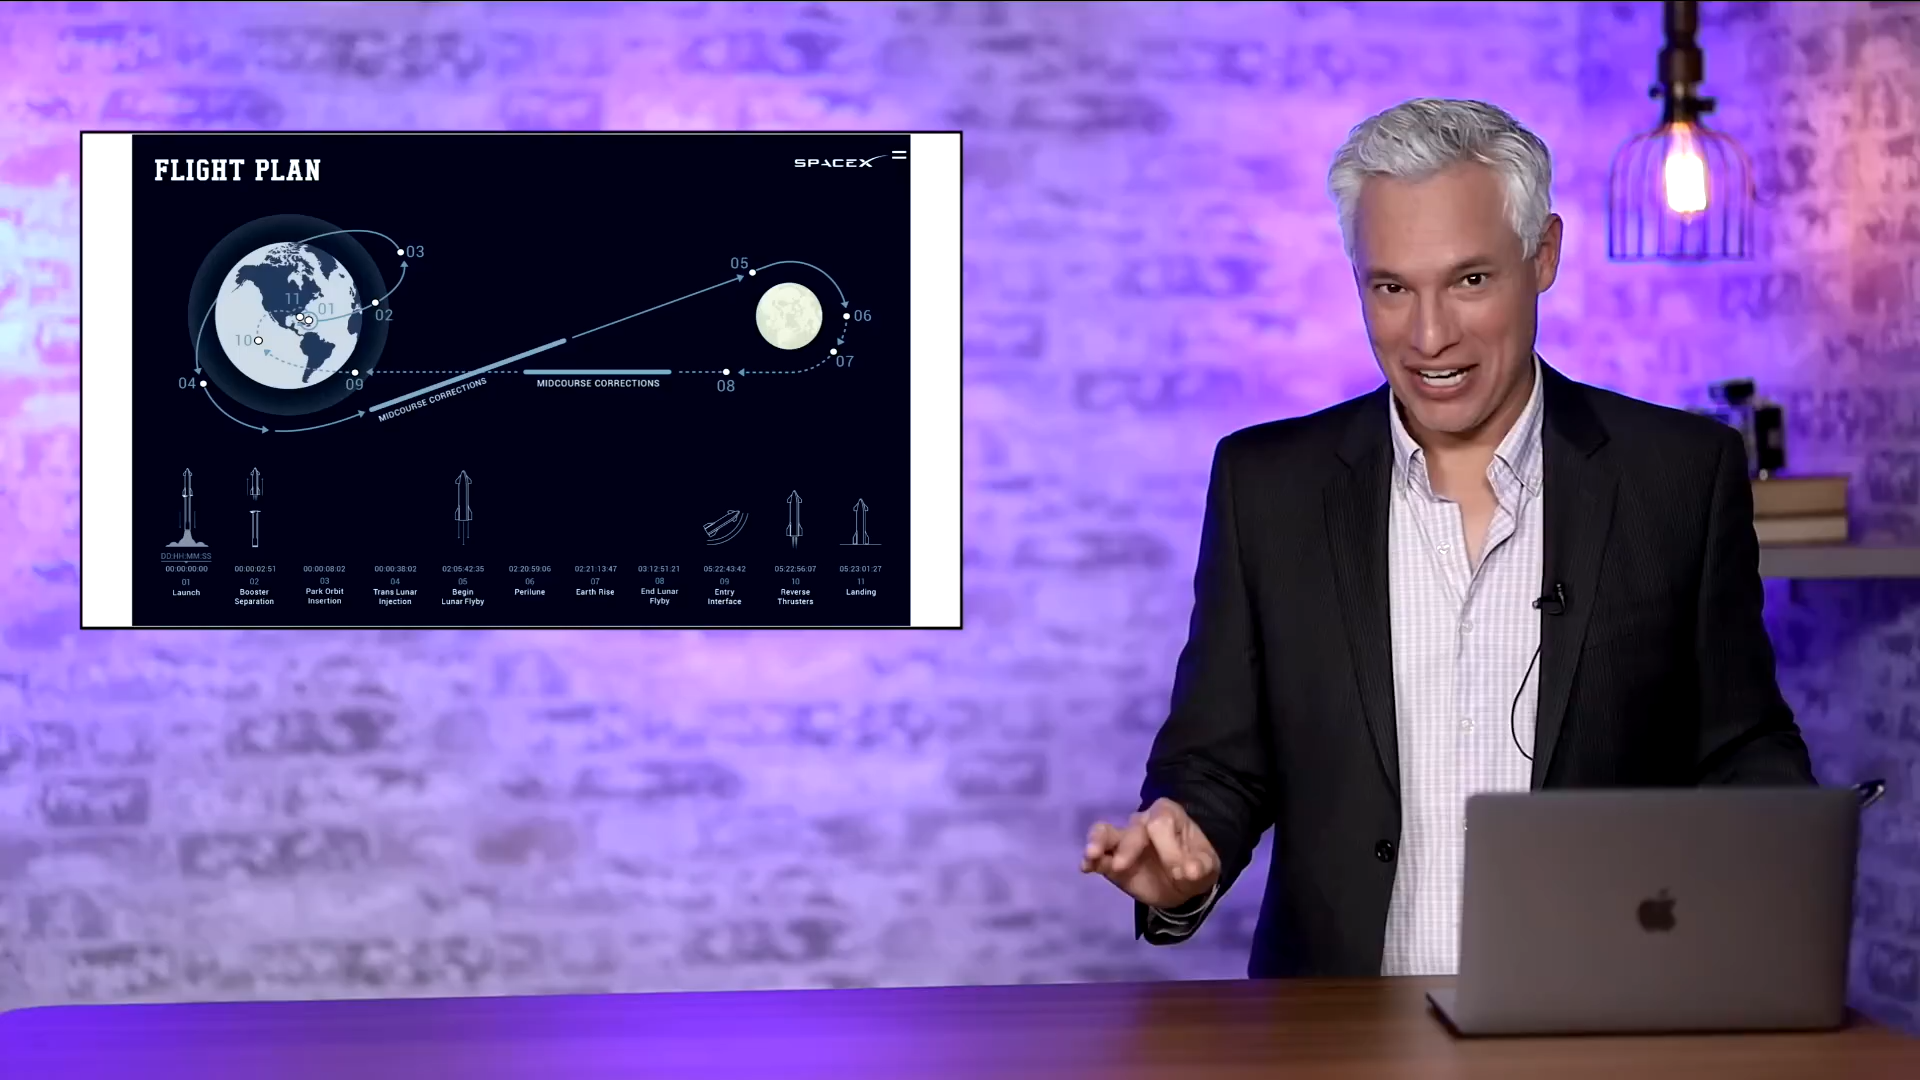 FLIGHT PLAN
SPACEX
03
05
11
01
02
06
10
07
04
09
08
MIDCOURSE CORRECTIONS
MIDCOURSE CORRECTIONS
DD:HH:MM:SS
00:00:00:00
01
Launch
00:00:02:51
02
Booster
Separation
00:00:08:02
03
Park Orbit
Insertion
00:00:38:02
04
Trans Lunar
Injection
02:05:42:35
05
Begin
Lunar Flyby
02:20:59:06
06
Perilune
02:21:13:47
07
Earth Rise
03:12:51:21
08
End Lunar
Flyby
05:22:43:42
09
Entry
Interface
05:22:56:07
10
Reverse
Thrusters
05:23:01:27
11
Landing